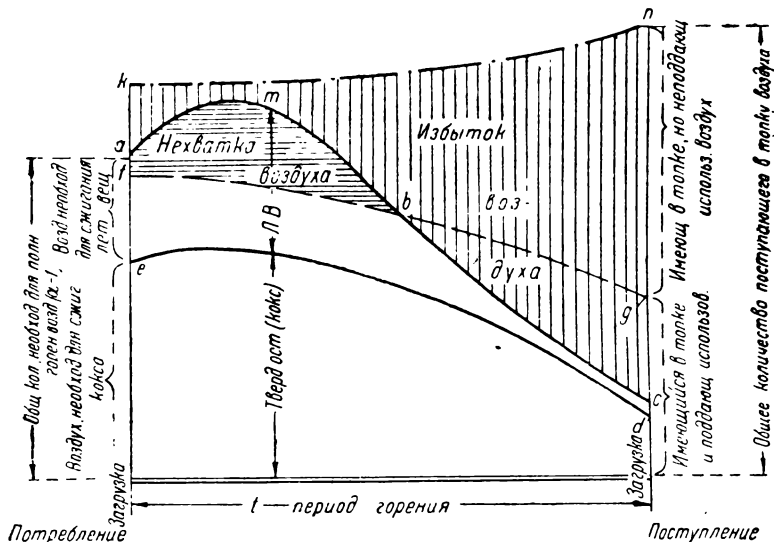 k
n
a
m
f
b
e
g
c
d
Нехватка
воздуха
Избыток
воз-
духа
Л В
Тверд ост (кокс)
Общ кол. необход для полн
горен возд (α-1,
Возд необход
для сжигания
лет вещ
Воздух. необход для сжиг
кокса
Загрузка
Имеющ в топке, но неподдающ
использ. воздух
Имеющийся в топке
и поддающ использов.
Общее количество поступающего в топку воздуха
Загрузка
t — период горения
Потребление
Поступление